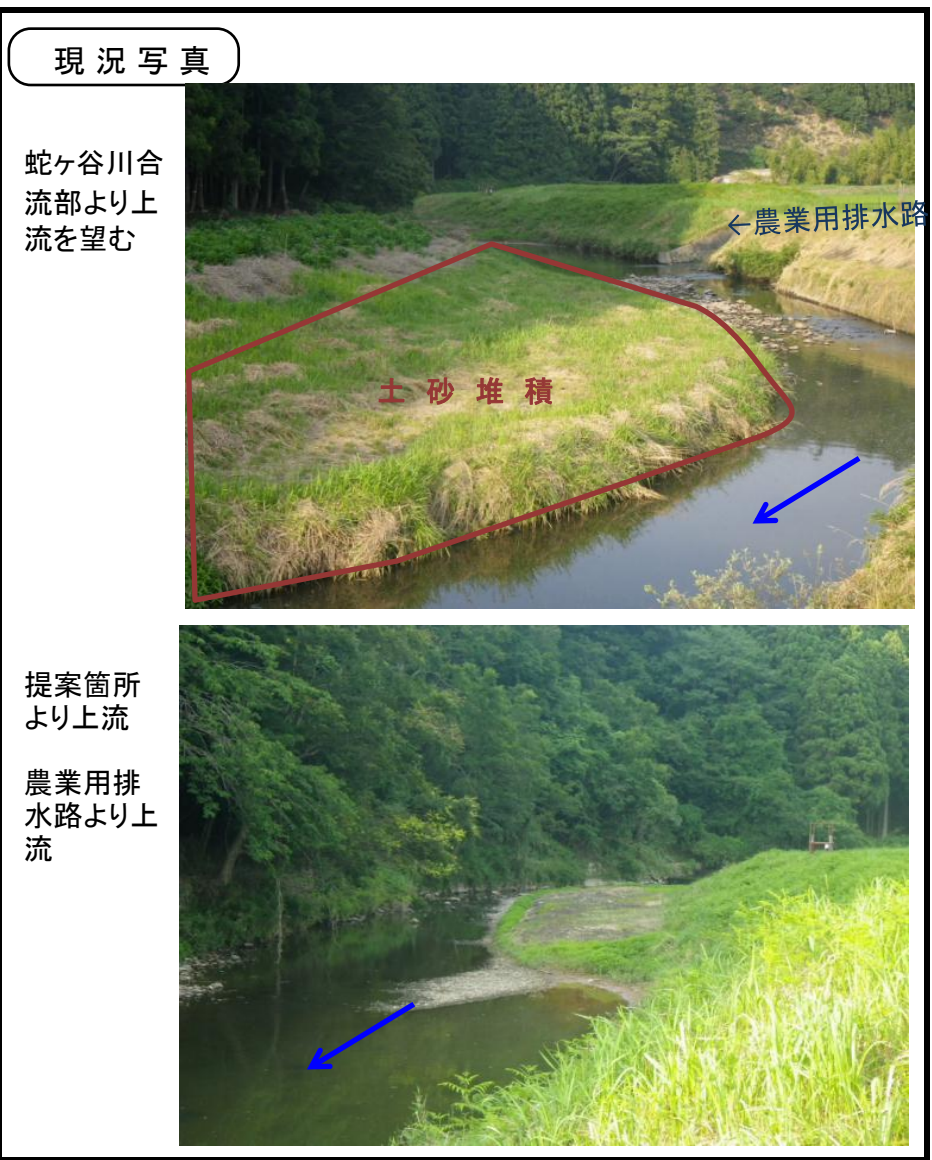 現況写真
蛇ヶ谷川合
流部より上
流を望む
←農業用排水路
土砂堆積
提案箇所
より上流
農業用排
水路より上
流